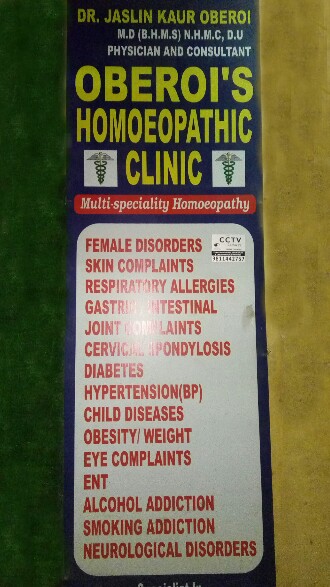 DR. JASLIN KAUR OBEROI
M.D (B.H.M.S) N.H.M.C, D.U
PHYSICIAN AND CONSULTANT
OBEROI'S
HOMOEOPATHIC
CLINIC
Multi-speciality Homoeopathy
FEMALE DISORDERS
CCTV
9811442757
SKIN COMPLAINTS
RESPIRATORY ALLERGIES
GASTRO INTESTINAL
JOINT COMPLAINTS
CERVICAL SPONDYLOSIS
DIABETES
HYPERTENSION(BP)
CHILD DISEASES
OBESITY/ WEIGHT
EYE COMPLAINTS
ENT
ALCOHOL ADDICTION
SMOKING ADDICTION
NEUROLOGICAL DISORDERS